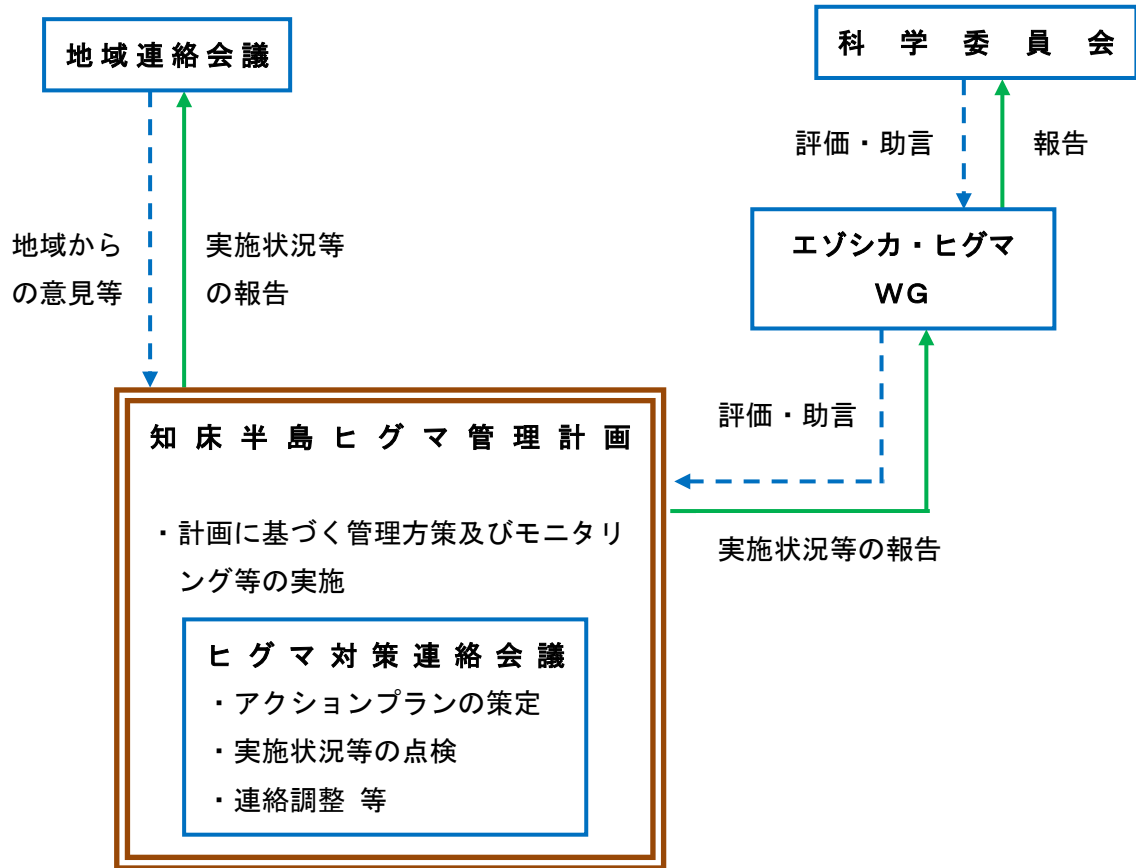 地域連絡会議
科学委員会
評価・助言
報告
地域から
の意見等
実施状況等
の報告
エゾシカ・ヒグマ
ＷＧ
知床半島ヒグマ管理計画
・計画に基づく管理方策及びモニタリ
ング等の実施
ヒグマ対策連絡会議
・アクションプランの策定
・実施状況等の点検
・連絡調整 等
評価・助言
実施状況等の報告